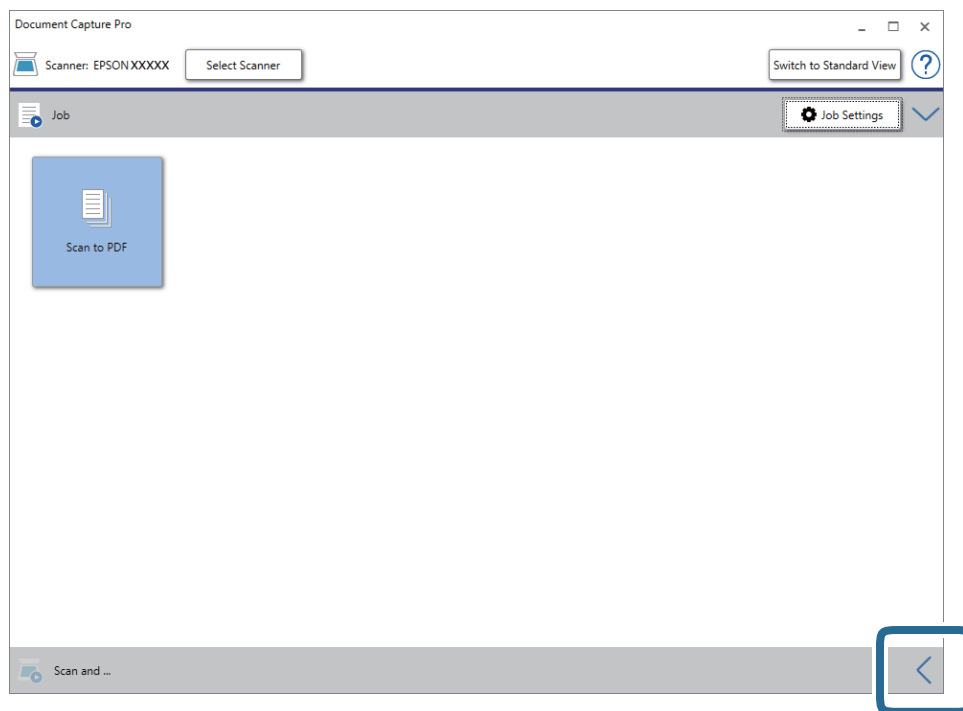 Document Capture Pro
Scanner: EPSON XXXXX
Select Scanner
Switch to Standard View
?
Job
Job Settings
Scan to PDF
Scan and ...